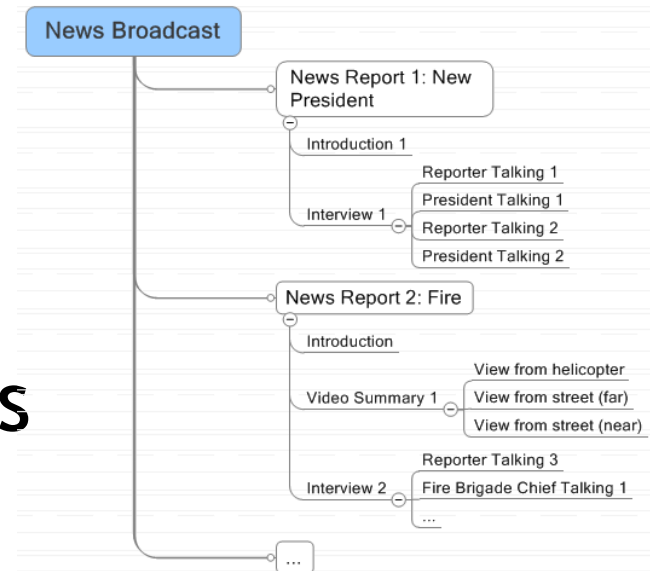 News Broadcast
News Report 1: New
President
Introduction 1
Interview 1
Reporter Talking 1
President Talking 1
Reporter Talking 2
President Talking 2
News Report 2: Fire
Introduction
Video Summary 1
View from helicopter
View from street (far)
View from street (near)
Interview 2
Reporter Talking 3
Fire Brigade Chief Talking 1
...
...
s